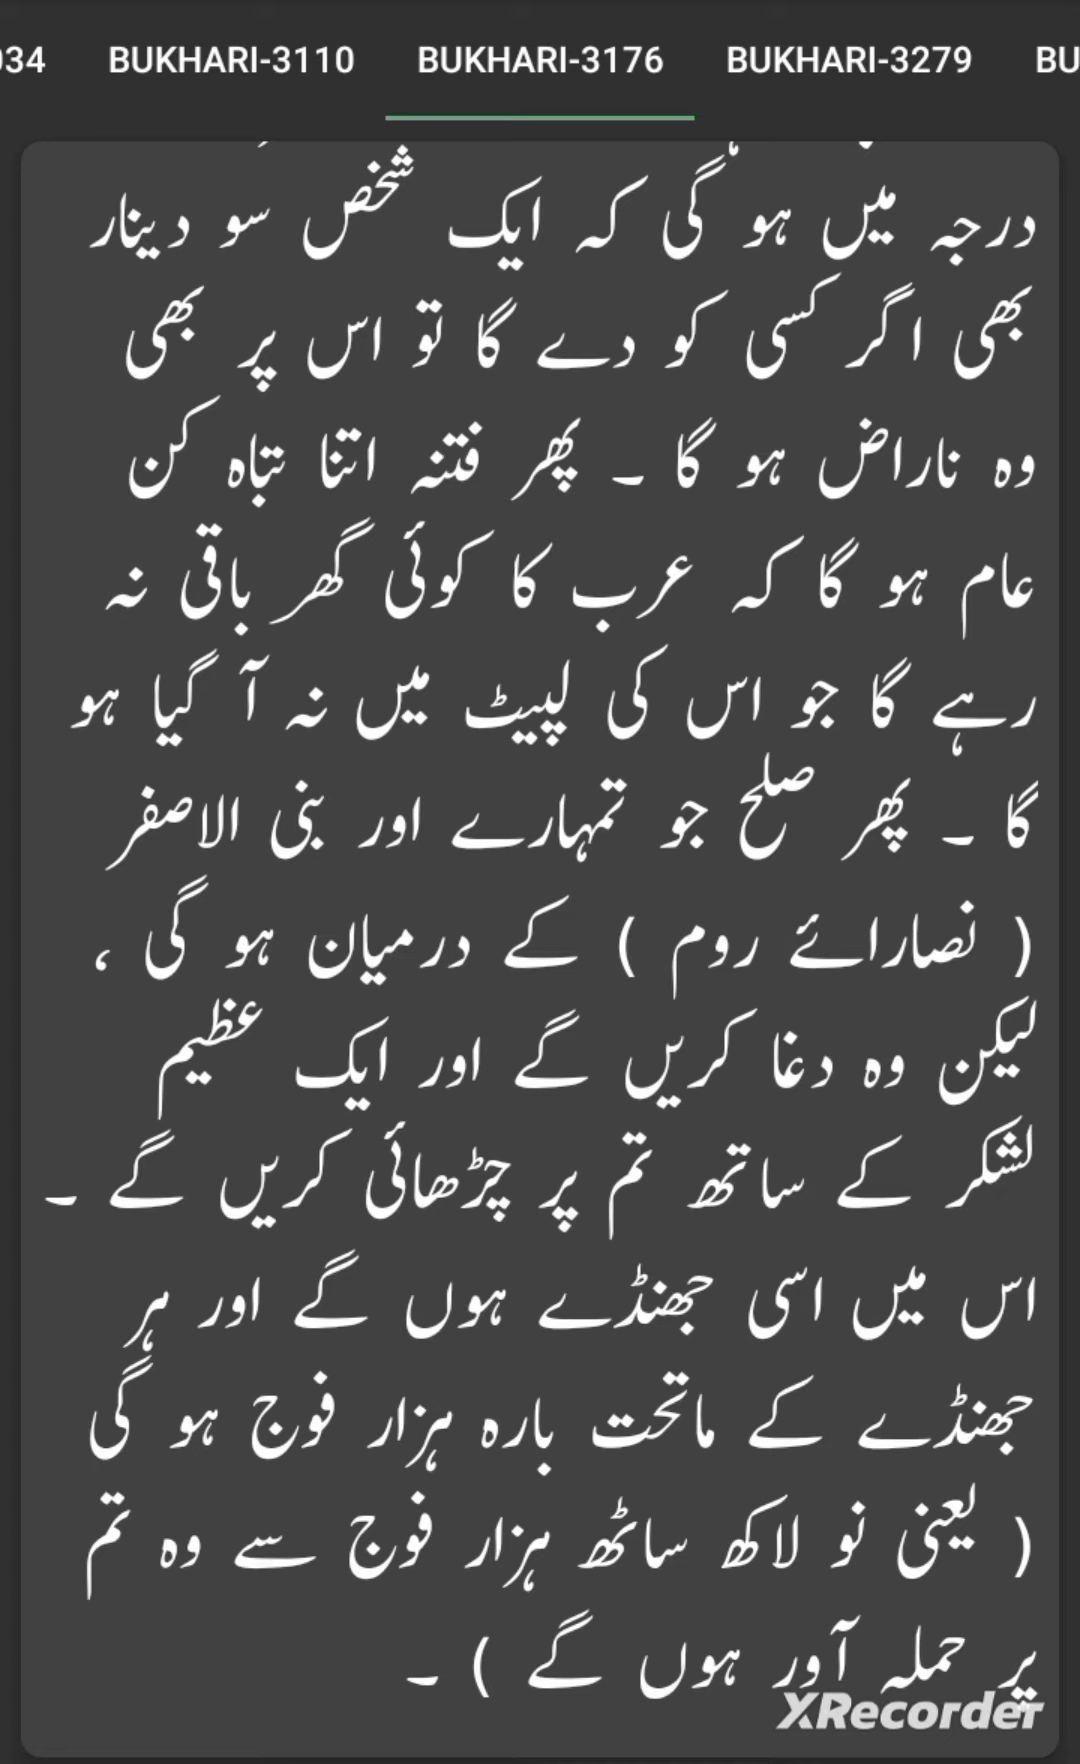 034 BUKHARI-3110 BUKHARI-3176 BUKHARI-3279 BU
درجہ میں ہو گی کہ ایک شخص سو دینار
بھی اگر کسی کو دے گا تو اس پر بھی
وہ ناراض ہو گا ۔ پھر فتنہ اتنا تباہ کن
عام ہو گا کہ عرب کا کوئی گھر باقی نہ
رہے گا جو اس کی لپیٹ میں نہ آ گیا ہو
گا ۔ پھر صلح جو تمہارے اور بنی الاصفر
( نصارائے روم ) کے درمیان ہو گی ،
لیکن وہ دغا کریں گے اور ایک عظیم
لشکر کے ساتھ تم پر چڑھائی کریں گے ۔
اس میں اسی جھنڈے ہوں گے اور ہر
جھنڈے کے ماتحت بارہ ہزار فوج ہو گی
( یعنی نو لاکھ ساٹھ ہزار فوج سے وہ تم
پر حملہ آور ہوں گے ) ۔
XRecorder